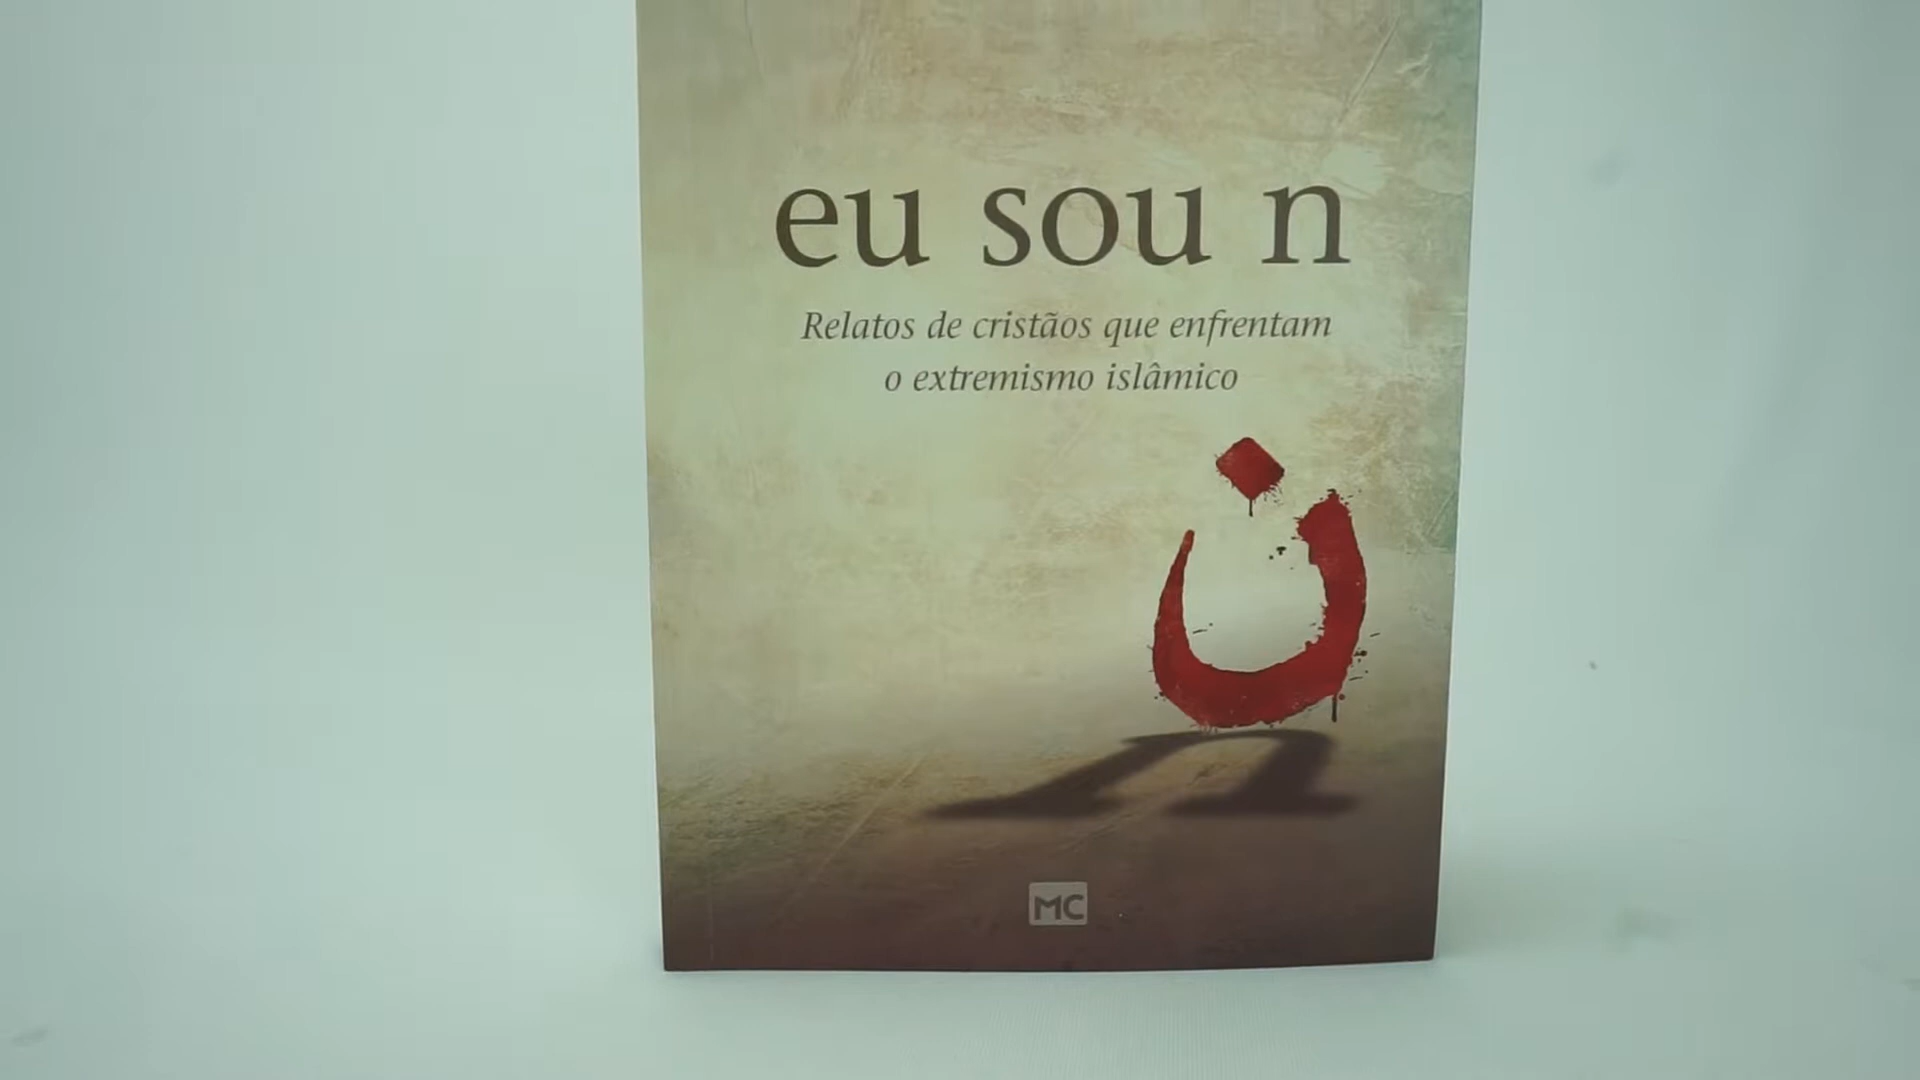 eu sou n
Relatos de cristãos que enfrentam
o extremismo islâmico
ن
MC